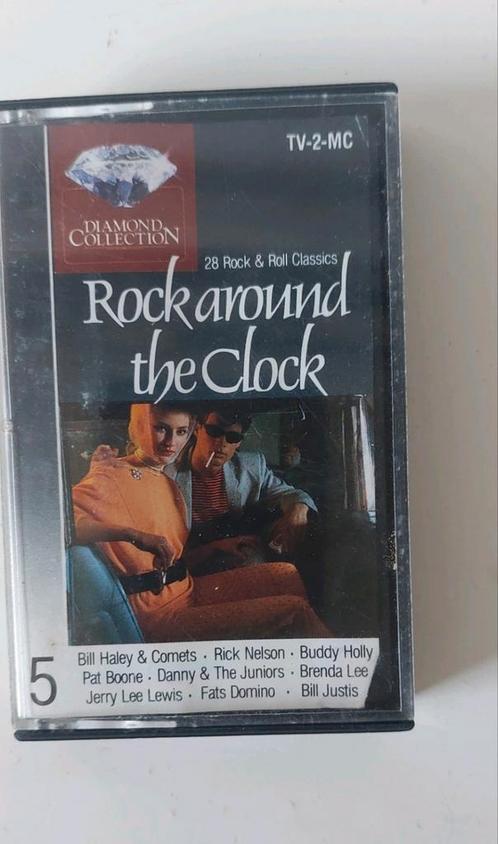 TV-2-MC
DIAMOND
COLLECTION
28 Rock & Roll Classics
Rock around
the Clock
5
Bill Haley & Comets · Rick Nelson · Buddy Holly
Pat Boone · Danny & The Juniors · Brenda Lee
Jerry Lee Lewis · Fats Domino · Bill Justis